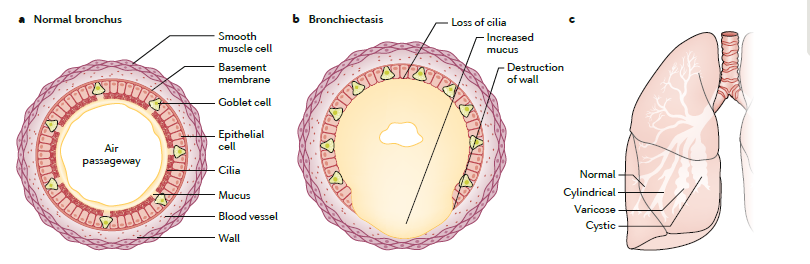 a Normal bronchus
Smooth
muscle cell
Basement
membrane
Goblet cell
Epithelial
cell
Cilia
Mucus
Blood vessel
Wall
Air
passageway
b Bronchiectasis
Loss of cilia
Increased
mucus
Destruction
of wall
c
Normal
Cylindrical
Varicose
Cystic